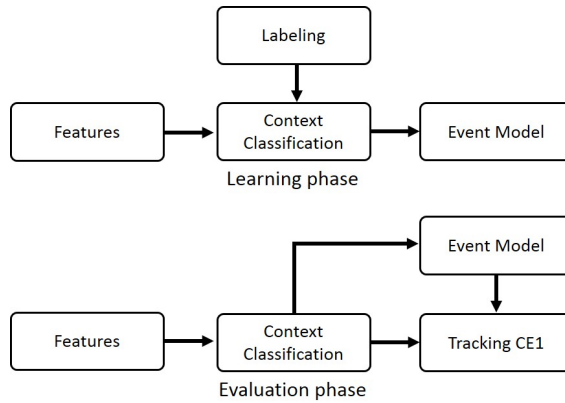 Labeling
Features
Context
Classification
Event Model
Learning phase
Event Model
Features
Context
Classification
Tracking CE1
Evaluation phase